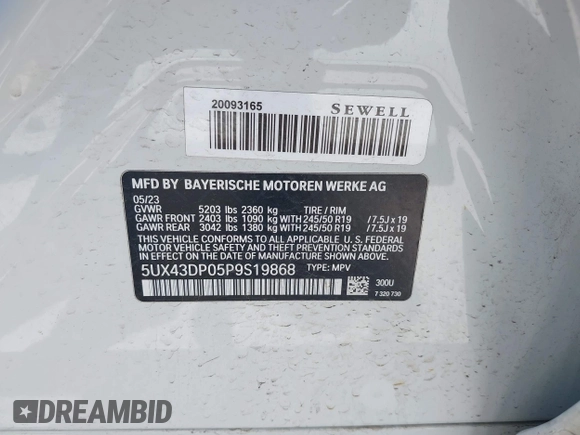 20093165 SEWELL
MFD BY BAYERISCHE MOTOREN WERKE AG
05/23
GVWR 5203 lbs 2360 kg TIRE / RIM
GAWR FRONT 2403 lbs 1090 kg WITH 245/50 R19 / 7.5J x 19
GAWR REAR 3042 lbs 1380 kg WITH 245/50 R19 / 7.5J x 19
THIS VEHICLE CONFORMS TO ALL APPLICABLE U. S. FEDERAL
MOTOR VEHICLE SAFETY, AND THEFT PREVENTION STANDARDS
IN EFFECT ON THE DATE OF MANUFACTURE SHOWN ABOVE.
5UX43DP05P9S19868 TYPE: MPV
300U
7 320 730
DREAMBID